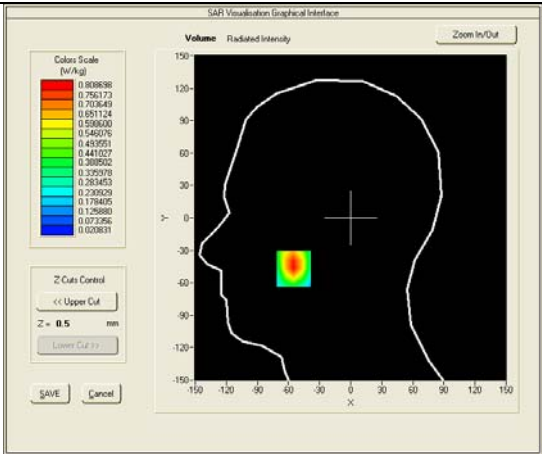 SAR Visualisation Graphical Interface
Volume Radiated Intensity
Zoom In/Out
Colors Scale
(W/kg)
0.808698
0.756173
0.703649
0.651124
0.598600
0.546076
0.493551
0.441027
0.388502
0.335978
0.283453
0.230929
0.178405
0.125880
0.073356
0.020831
Z Cuts Control
<< Upper Cut
Z = 0.5 mm
Lower Cut >>
SAVE Cancel
150
120
90
60
30
0
-30
-60
-90
-120
-150
Y
-150 -120 -90 -60 -30 0 30 60 90 120 150
X